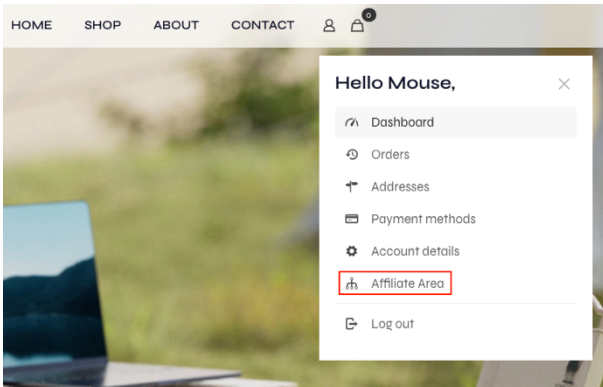 HOME SHOP ABOUT CONTACT 0
Hello Mouse,
Dashboard
Orders
Addresses
Payment methods
Account details
Affiliate Area
Log out